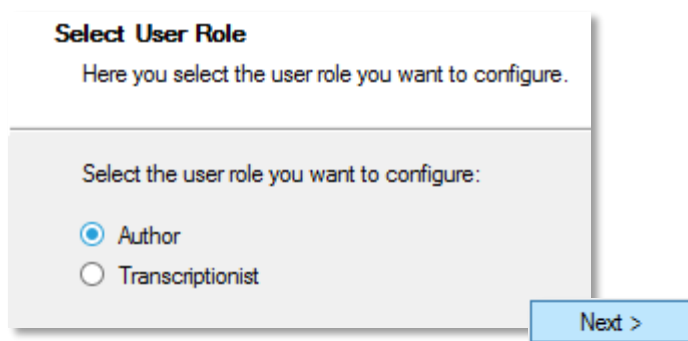 Select User Role
Here you select the user role you want to configure.
Select the user role you want to configure:
Author
Transcriptionist
Next >